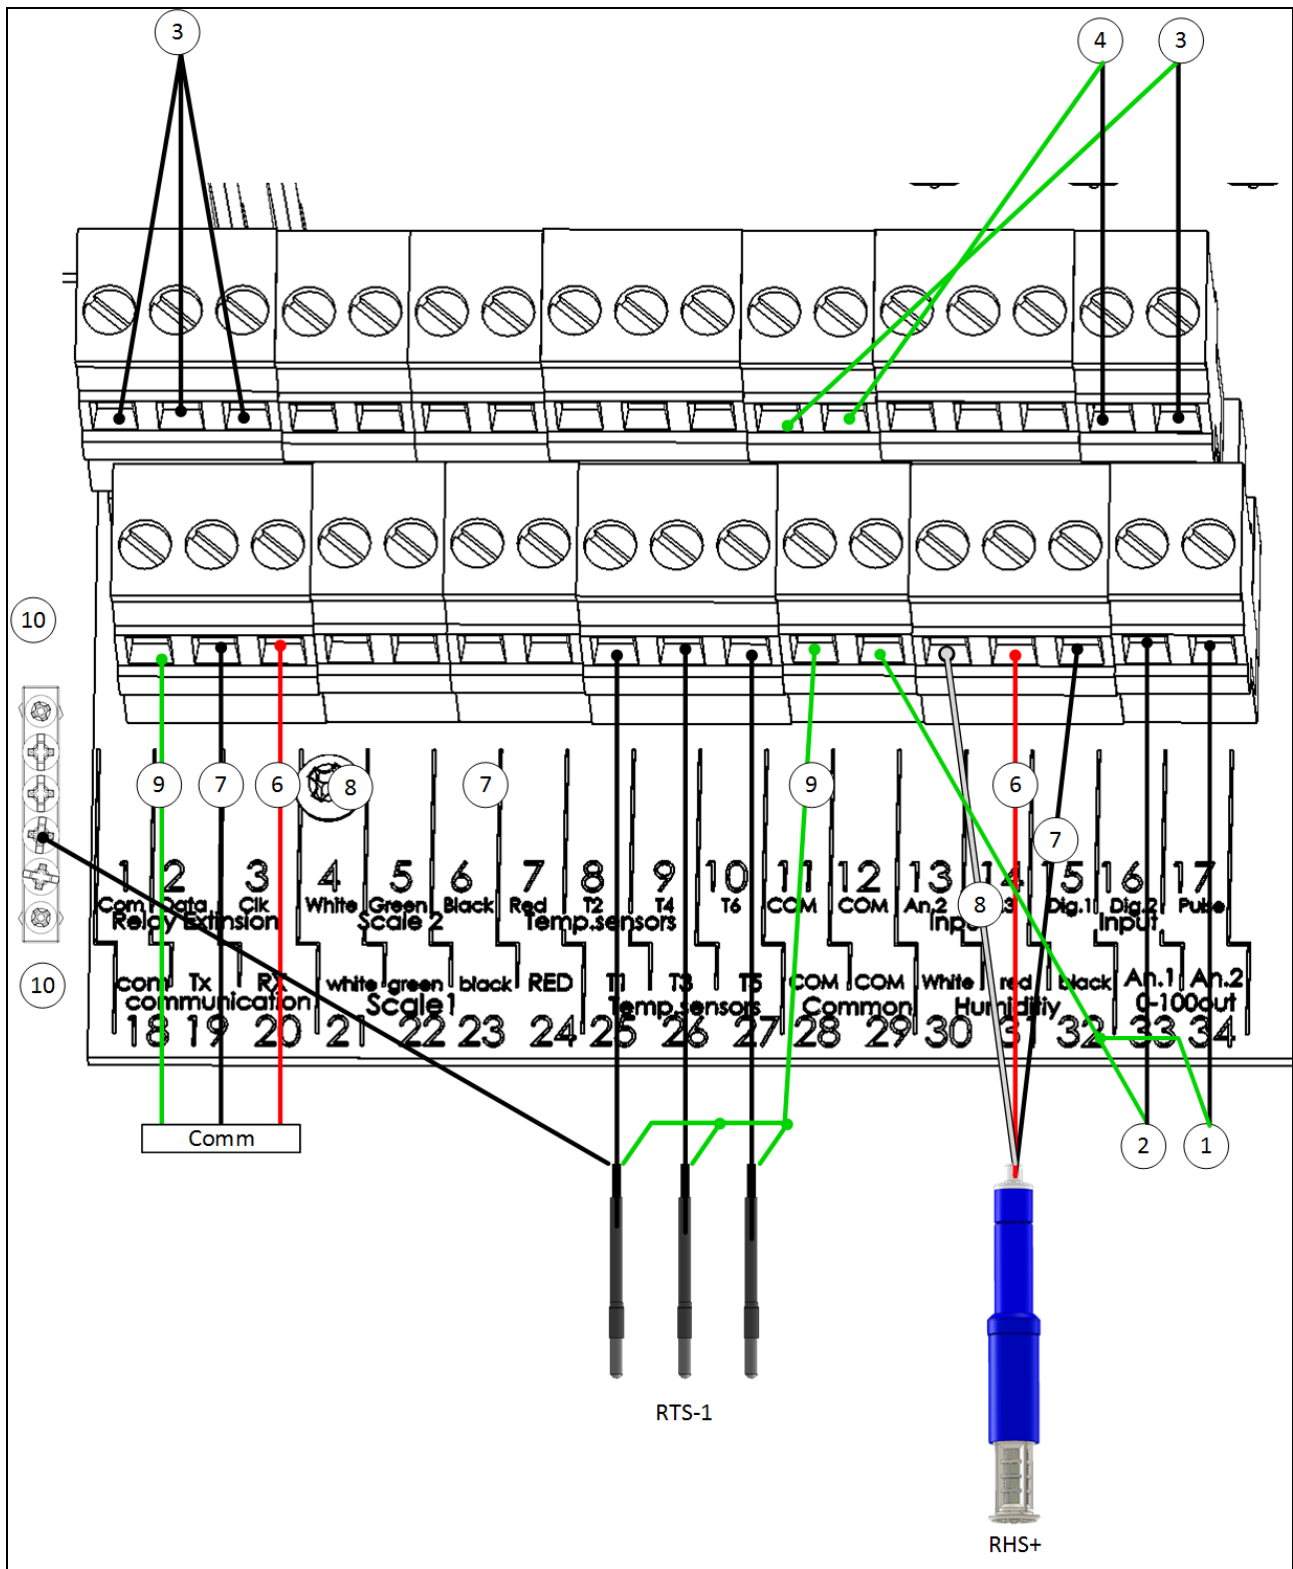 3
4 3
10
9 7 6 8 7 9 6
7
1 2 3 4 5 6 7 8 9 10 11 12 13 14 15 16 17
Com Data Clk White Green Black Red T2 T4 T6 COM COM An.2 Dig.1 Dig.2 Pulse
8
Relay Extinsion Scale 2 Temp.sensors Input
10
com Tx RX white green black RED T1 T3 T5 COM COM White red black An.1 An.2
communication Scale1 Temp.sensors Common Humidity 0-100ut
18 19 20 21 22 23 24 25 26 27 28 29 30 31 32 33 34
Comm
2 1
RTS-1
RHS+